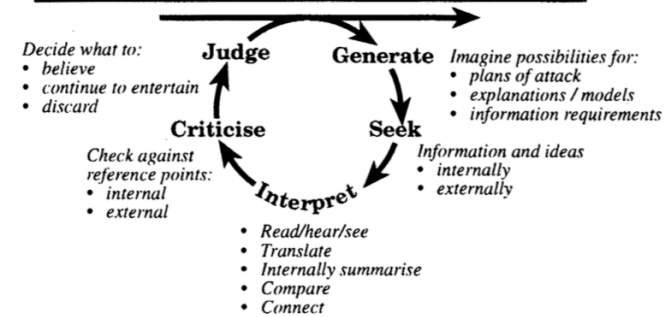 Decide what to:
• believe
• continue to entertain
• discard
Judge
Generate
Imagine possibilities for:
• plans of attack
• explanations / models
• information requirements
Criticise
Seek
Check against
reference points:
• internal
• external
Information and ideas
• internally
• externally
Interpret
• Read/hear/see
• Translate
• Internally summarise
• Compare
• Connect